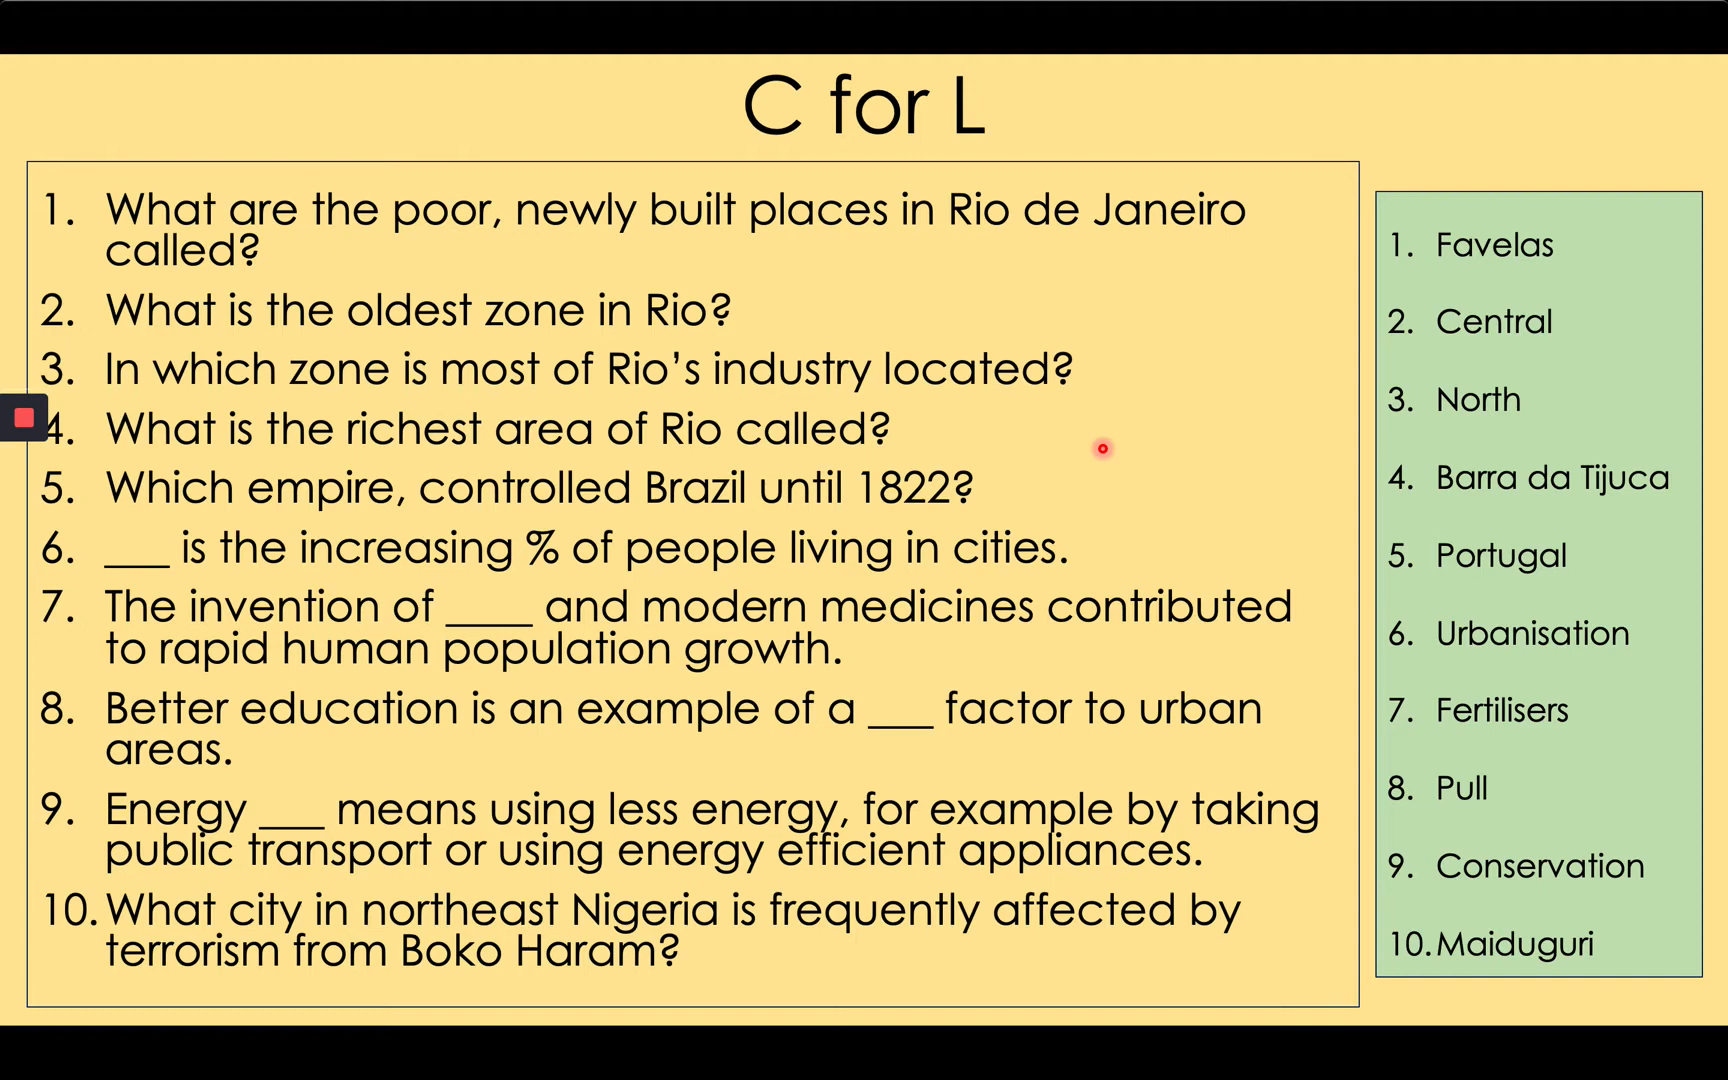 C for L
1. What are the poor, newly built places in Rio de Janeiro
called?
2. What is the oldest zone in Rio?
3. In which zone is most of Rio's industry located?
4. What is the richest area of Rio called?
5. Which empire, controlled Brazil until 1822?
6. ___ is the increasing % of people living in cities.
7. The invention of ____ and modern medicines contributed
to rapid human population growth.
8. Better education is an example of a ___ factor to urban
areas.
9. Energy ___ means using less energy, for example by taking
public transport or using energy efficient appliances.
10. What city in northeast Nigeria is frequently affected by
terrorism from Boko Haram?
1. Favelas
2. Central
3. North
4. Barra da Tijuca
5. Portugal
6. Urbanisation
7. Fertilisers
8. Pull
9. Conservation
10. Maiduguri